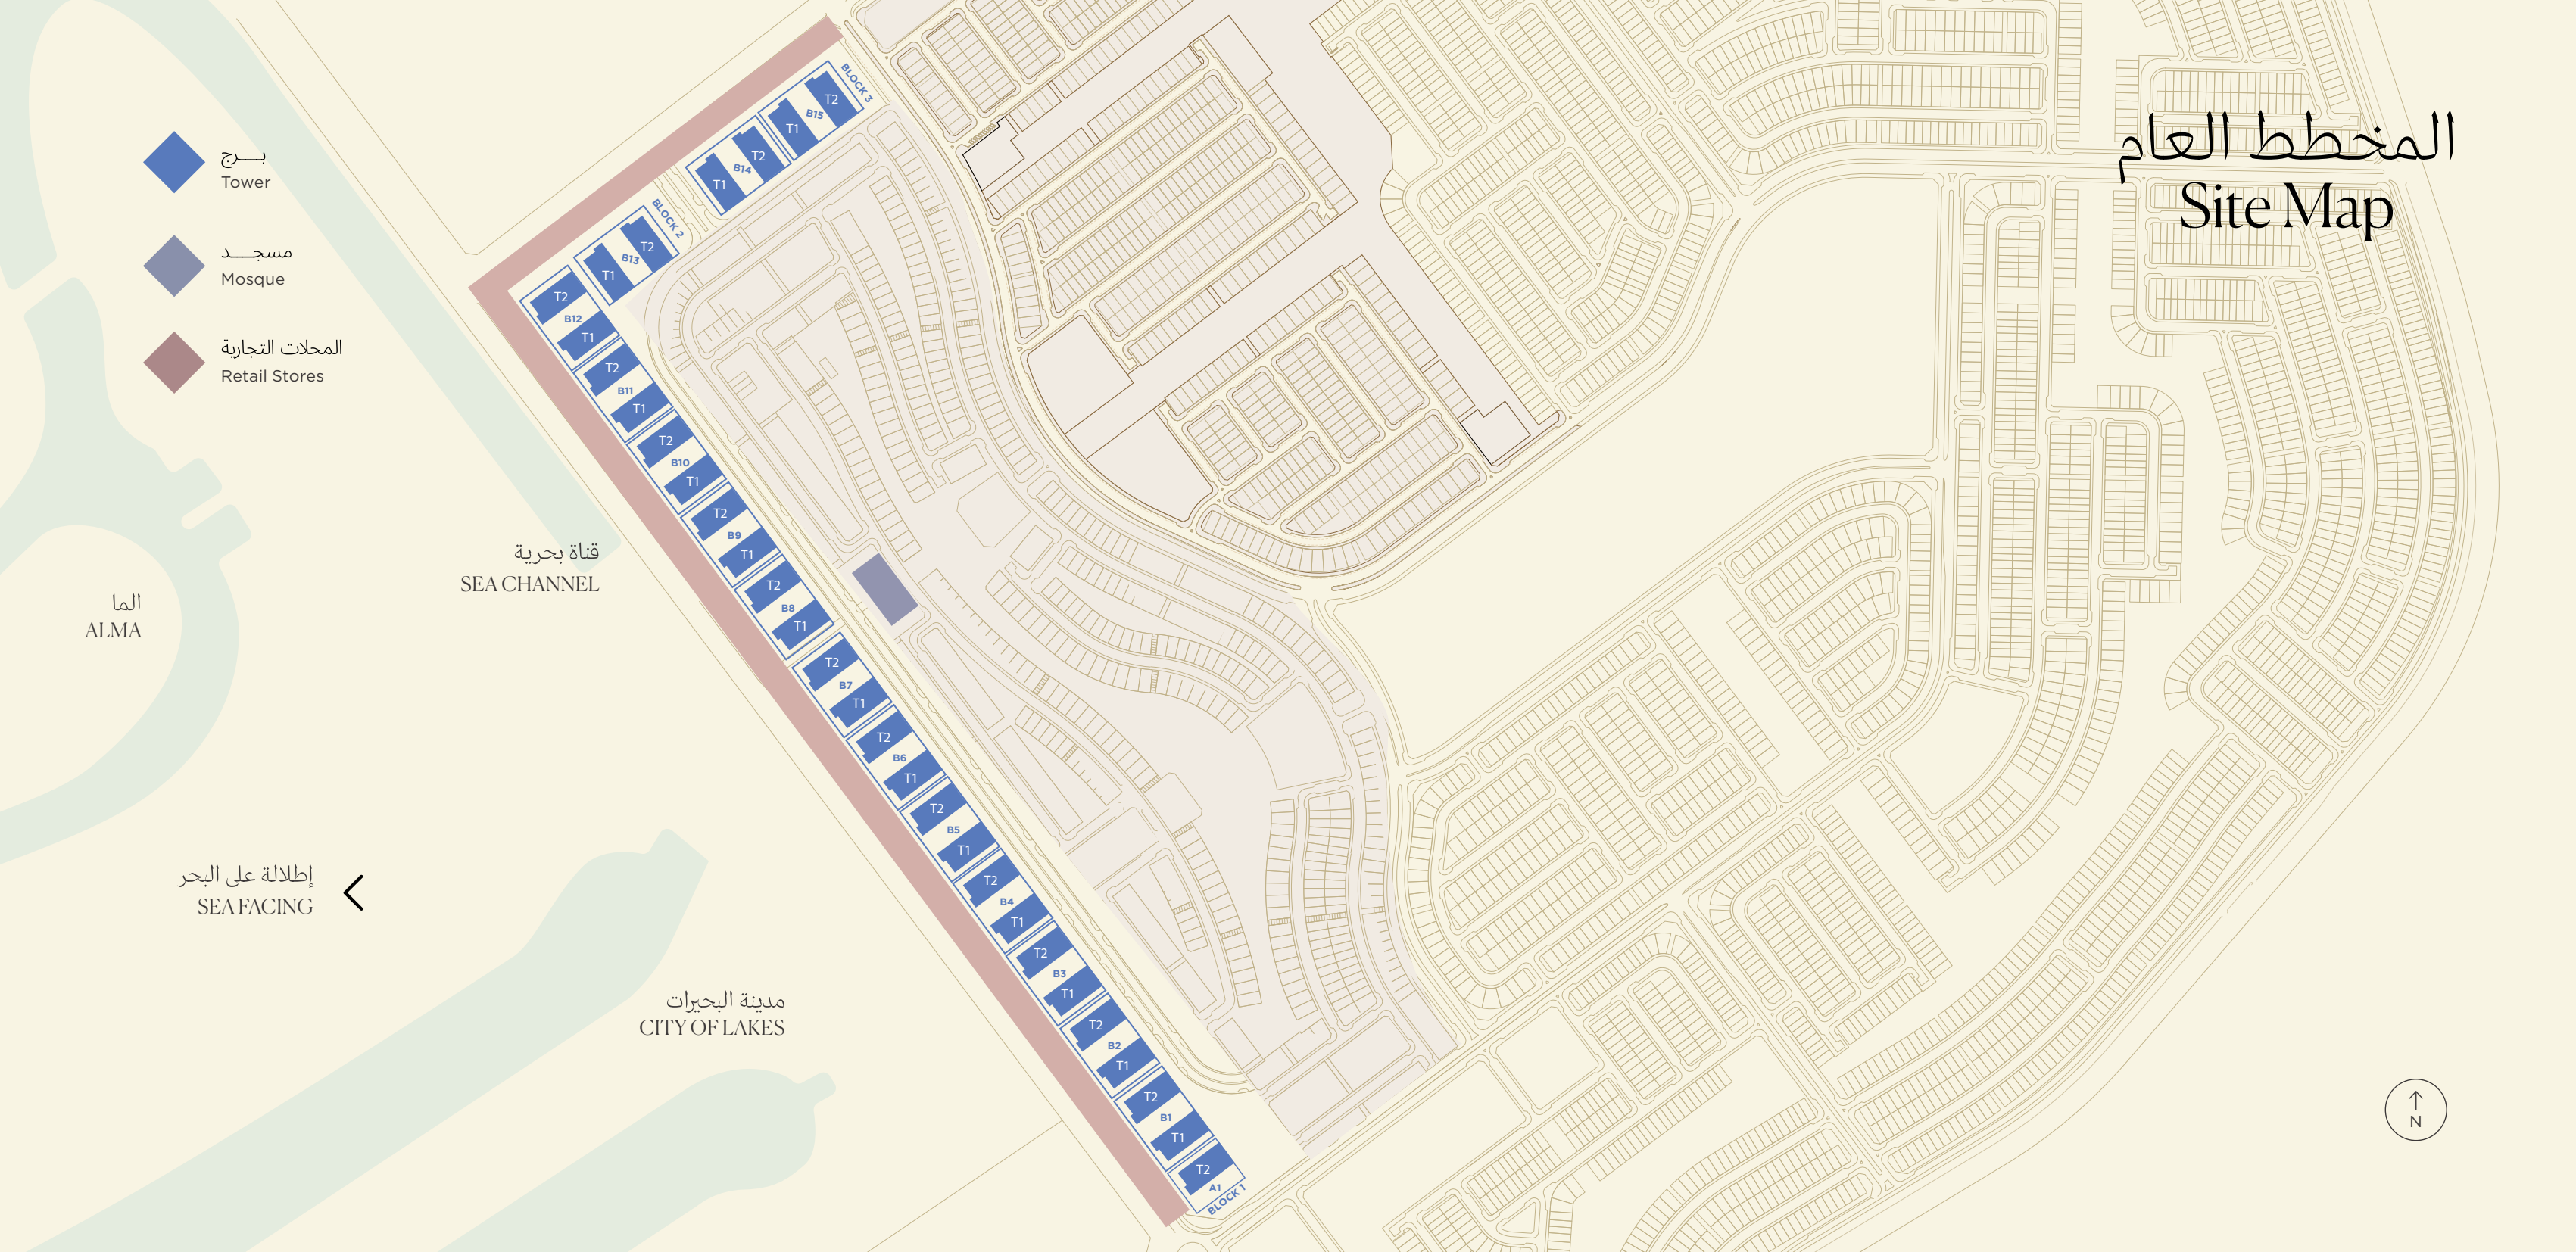 المخطط العام
Site Map
برج
Tower
مسجد
Mosque
المحلات التجارية
Retail Stores
BLOCK 3
T2
B15
T1
T2
B14
T1
BLOCK 2
T2
B13
T1
T2
B12
T1
T2
B11
T1
T2
B10
T1
T2
B9
T1
T2
B8
T1
T2
B7
T1
T2
B6
T1
T2
B5
T1
T2
B4
T1
T2
B3
T1
T2
B2
T1
T2
B1
T1
T2
A1
BLOCK 1
قناة بحرية
SEA CHANNEL
الما
ALMA
إطلالة على البحر
SEA FACING
مدينة البحيرات
CITY OF LAKES
N